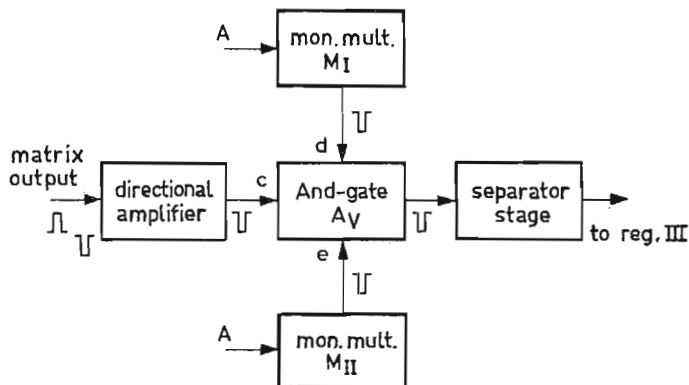 A
mon. mult.
MI
d
matrix
output
directional
amplifier
c
And-gate
AV
e
separator
stage
to reg. III
A
mon. mult.
MII